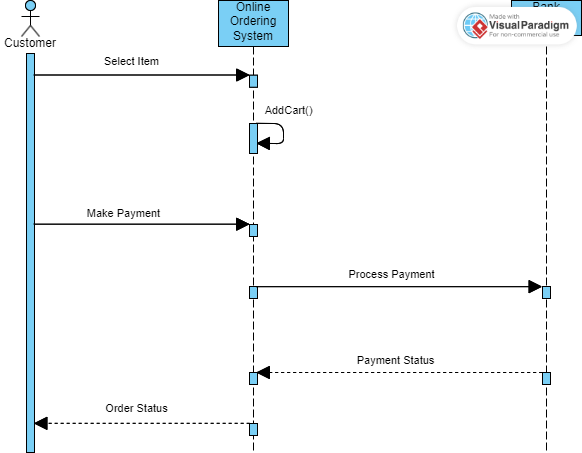 Online
Ordering
System
Bank
Made with
Visual Paradigm
For non-commercial use
Customer
Select Item
AddCart()
Make Payment
Process Payment
Payment Status
Order Status